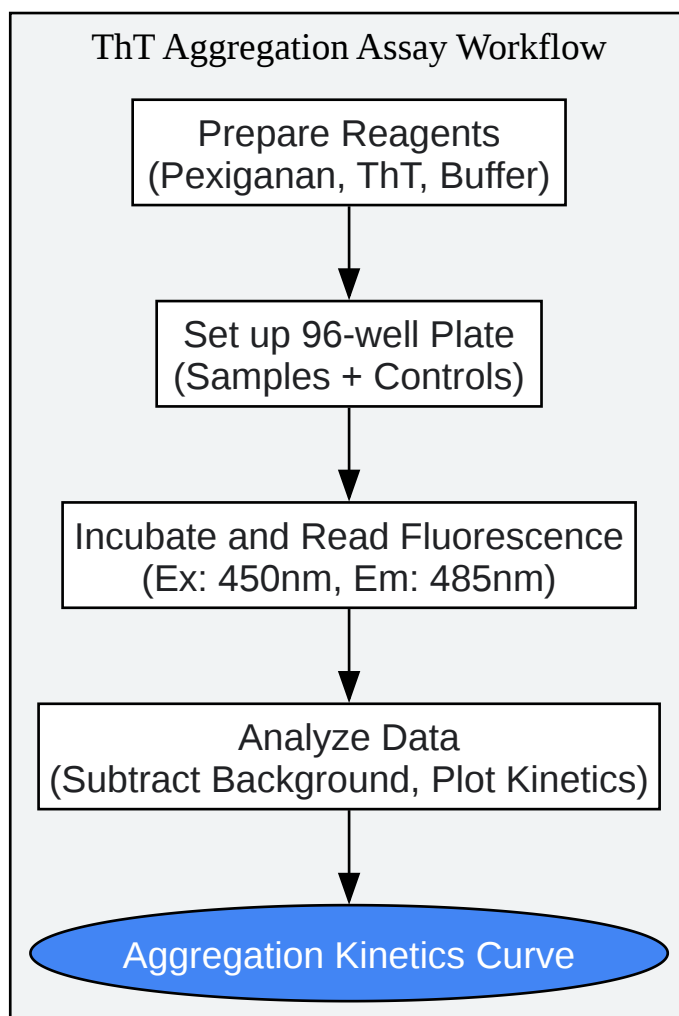 ThT Aggregation Assay Workflow
Prepare Reagents
(Pexiganan, ThT, Buffer)
Set up 96-well Plate
(Samples + Controls)
Incubate and Read Fluorescence
(Ex: 450nm, Em: 485nm)
Analyze Data
(Subtract Background, Plot Kinetics)
Aggregation Kinetics Curve